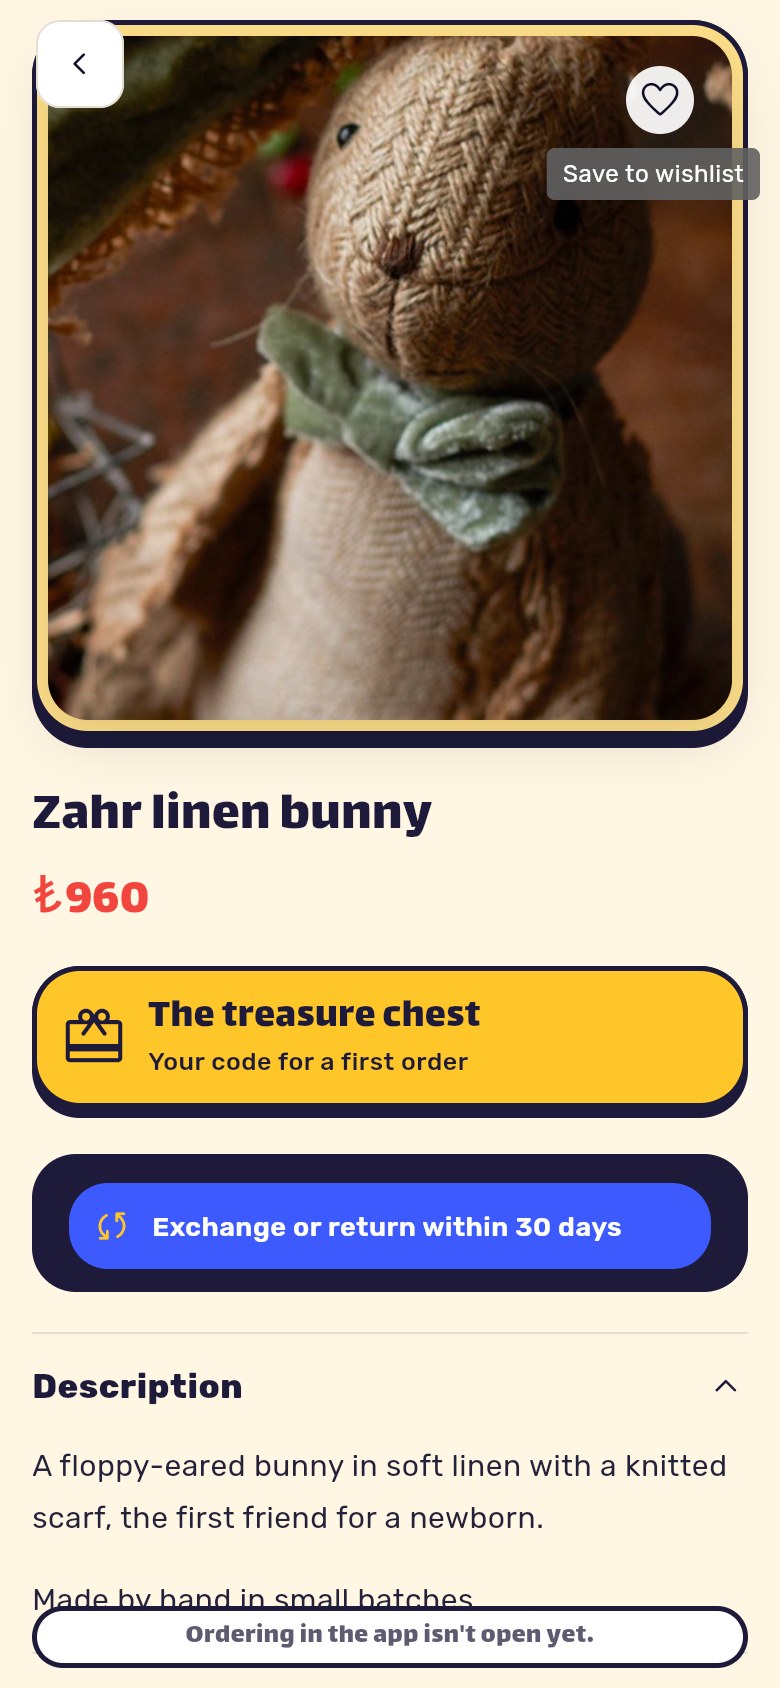 Save to wishlist
Zahr linen bunny
₺960
The treasure chest
Your code for a first order
Exchange or return within 30 days
Description
A floppy-eared bunny in soft linen with a knitted
scarf, the first friend for a newborn.
Made by hand in small batches
Ordering in the app isn't open yet.